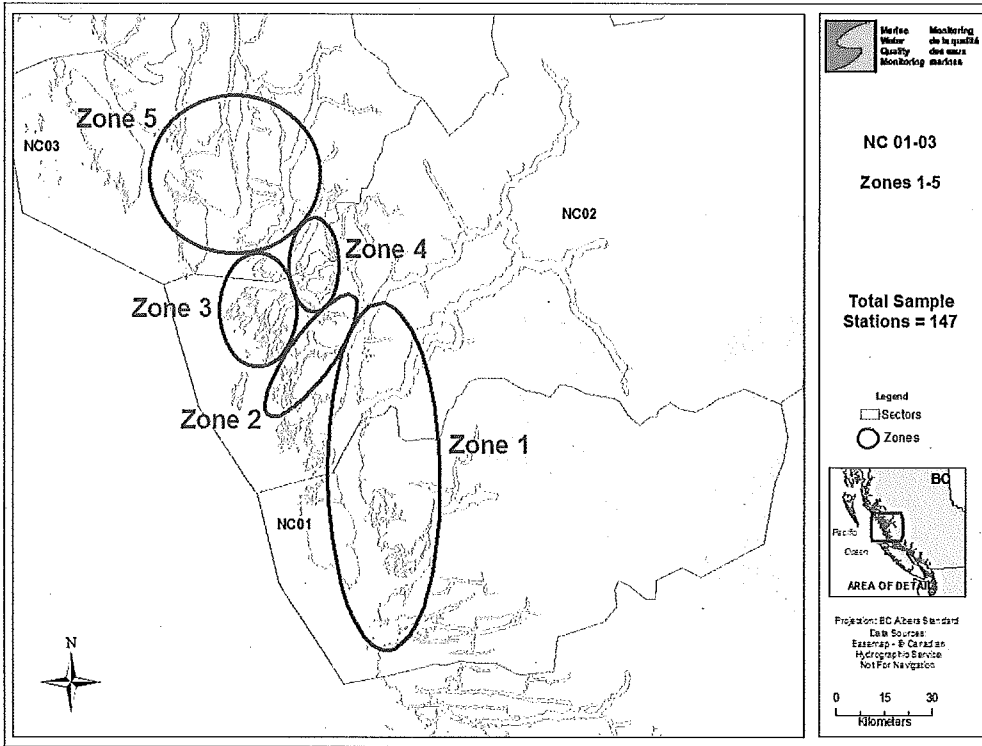 Zone 5
NC03
NC02
Zone 4
Zone 3
Zone 2
Zone 1
NC01
N
Marine Monitoring
Water de la qualité
Quality des eaux
Monitoring marines
NC 01-03
Zones 1-5
Total Sample
Stations = 147
Legend
Sectors
Zones
BC
Pacific
Ocean
AREA OF DETAIL
Projection: BC Albers Standard
Data Sources:
Basemap - © Canadian
Hydrographic Service
Not For Navigation
0 15 30
Kilometers